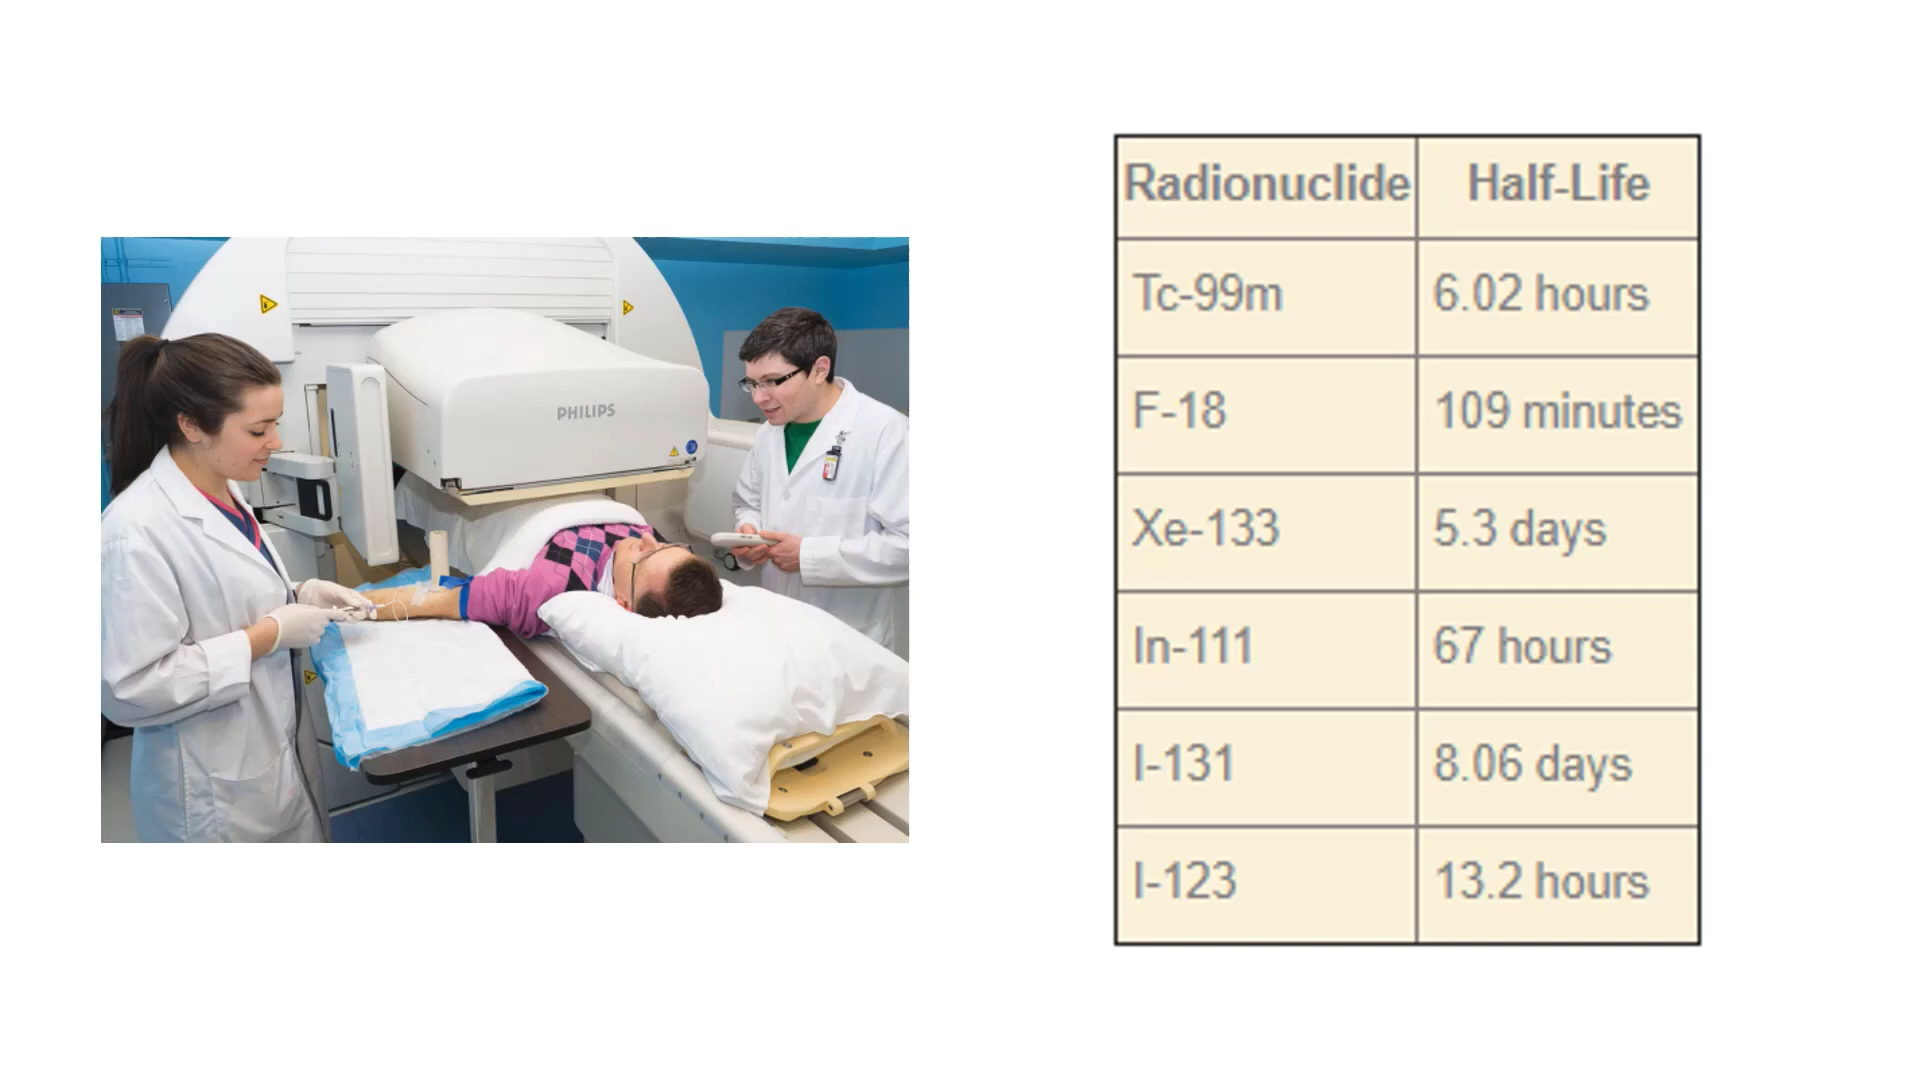 PHILIPS
Radionuclide Half-Life
Tc-99m 6.02 hours
F-18 109 minutes
Xe-133 5.3 days
In-111 67 hours
I-131 8.06 days
I-123 13.2 hours